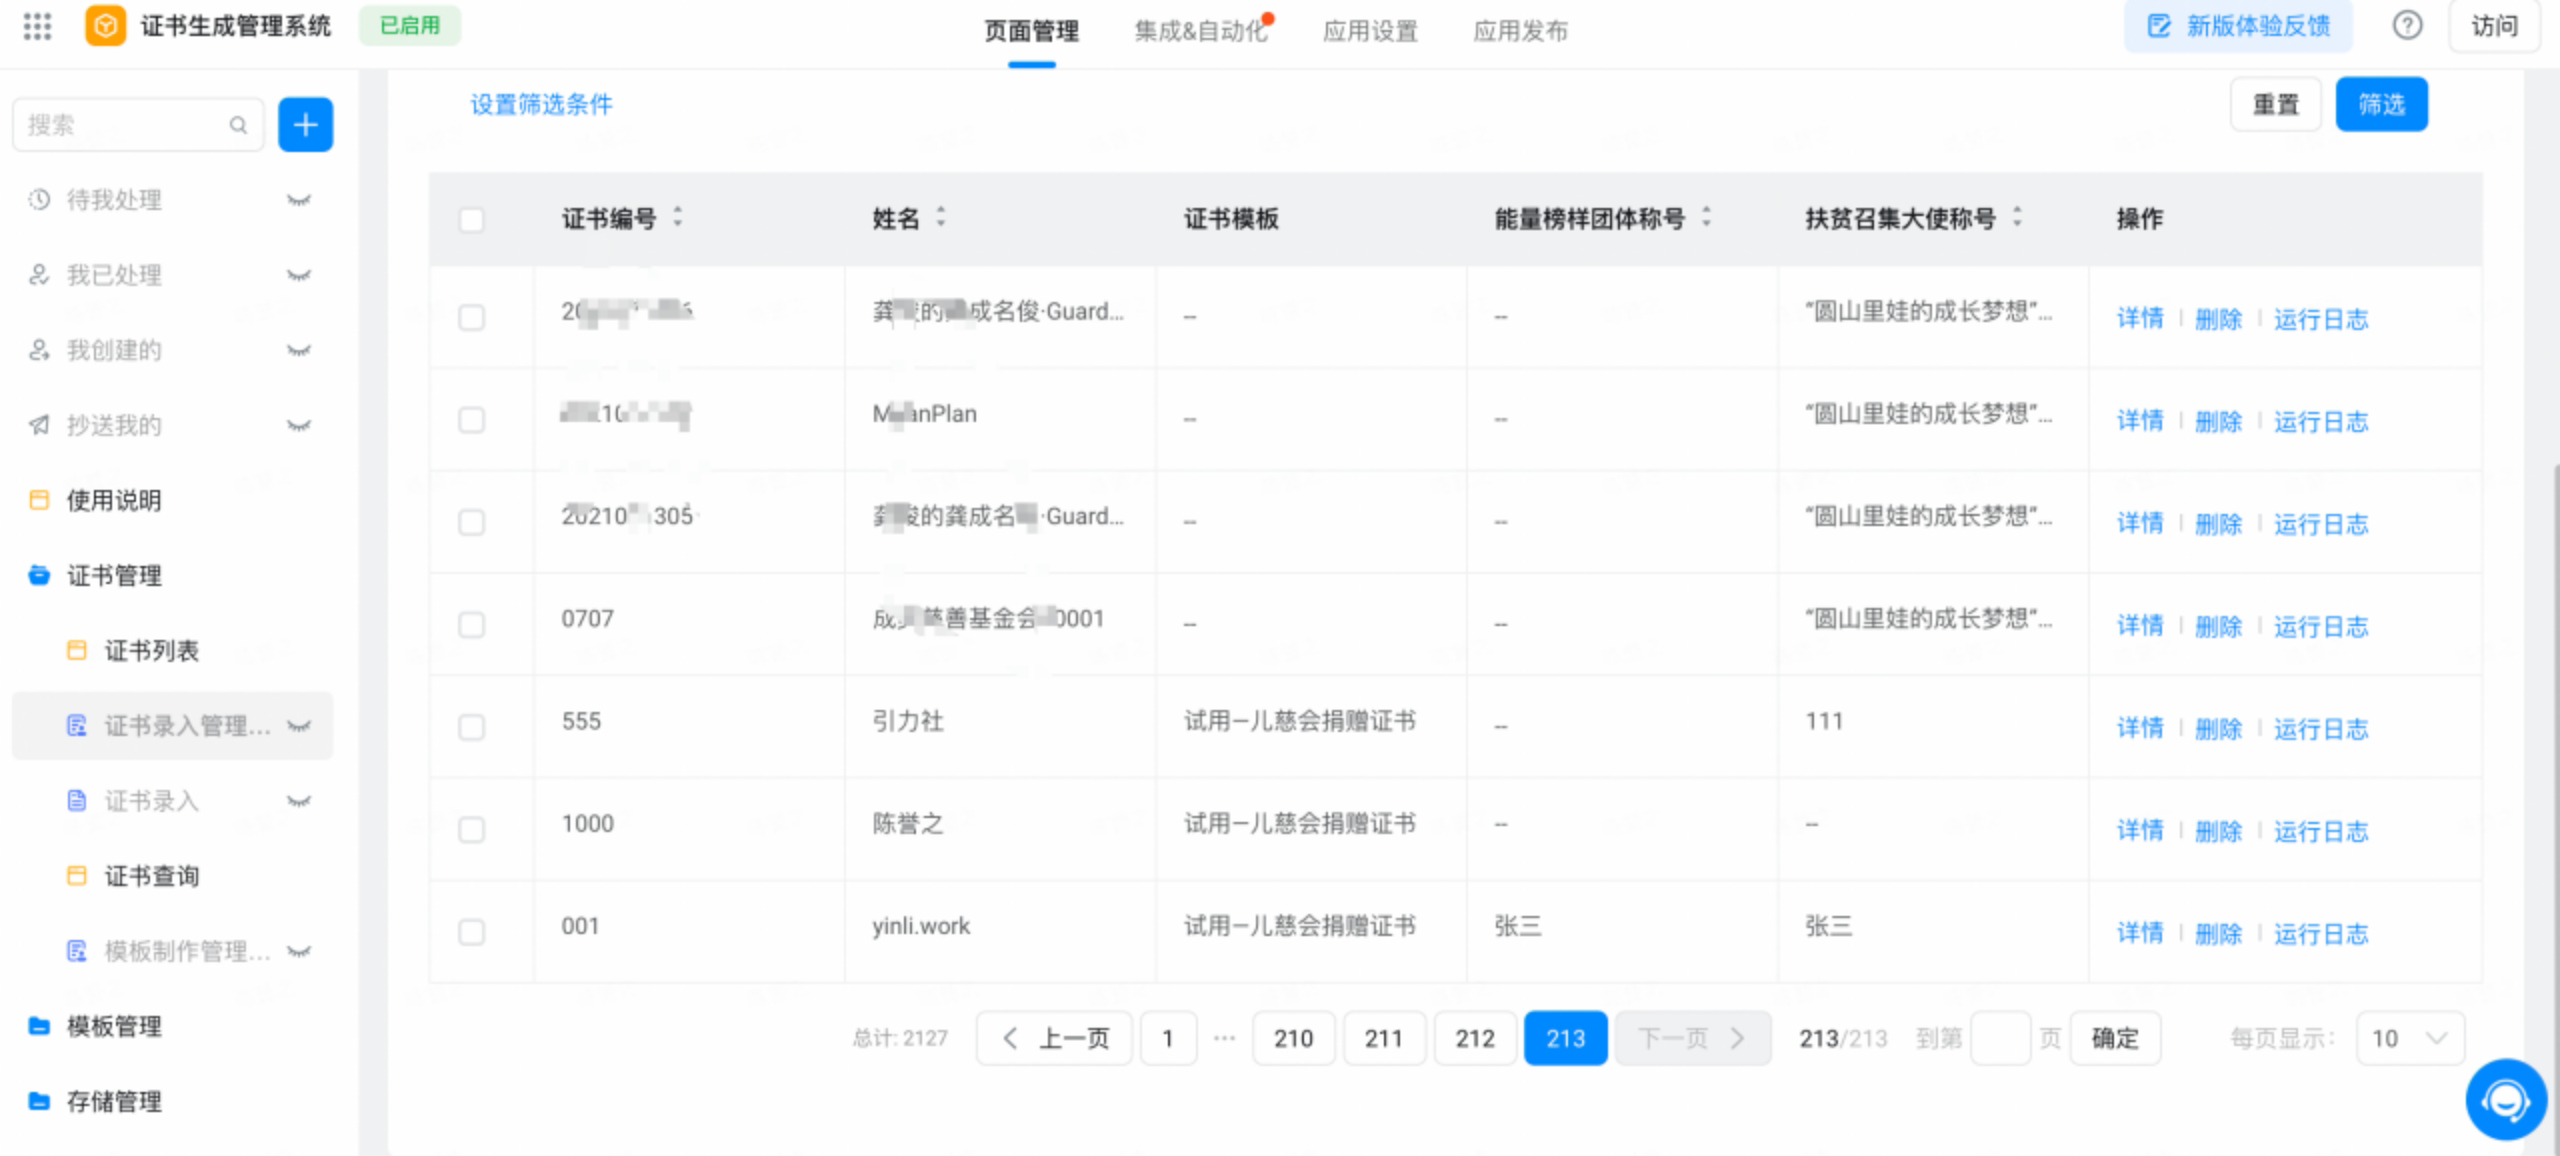 证书生成管理系统 已启用 页面管理 集成&自动化 应用设置 应用发布 新版体验反馈 访问
搜索
设置筛选条件 重置 筛选
待我处理
我已处理
我创建的
抄送我的
使用说明
证书管理
证书列表
证书录入管理...
证书录入
证书查询
模板制作管理...
模板管理
存储管理
证书编号 姓名 证书模板 能量榜样团体称号 扶贫召集大使称号 操作
成名俊·Guard... -- -- “圆山里娃的成长梦想”... 详情 删除 运行日志
anPlan -- -- “圆山里娃的成长梦想”... 详情 删除 运行日志
20210 305 的龚成名 ·Guard... -- -- “圆山里娃的成长梦想”... 详情 删除 运行日志
0707 善基金会 0001 -- -- “圆山里娃的成长梦想”... 详情 删除 运行日志
555 引力社 试用–儿慈会捐赠证书 -- 111 详情 删除 运行日志
1000 陈誉之 试用–儿慈会捐赠证书 -- -- 详情 删除 运行日志
001 yinli.work 试用–儿慈会捐赠证书 张三 张三 详情 删除 运行日志
总计: 2127 上一页 1 ··· 210 211 212 213 下一页 213/213 到第 页 确定 每页显示: 10